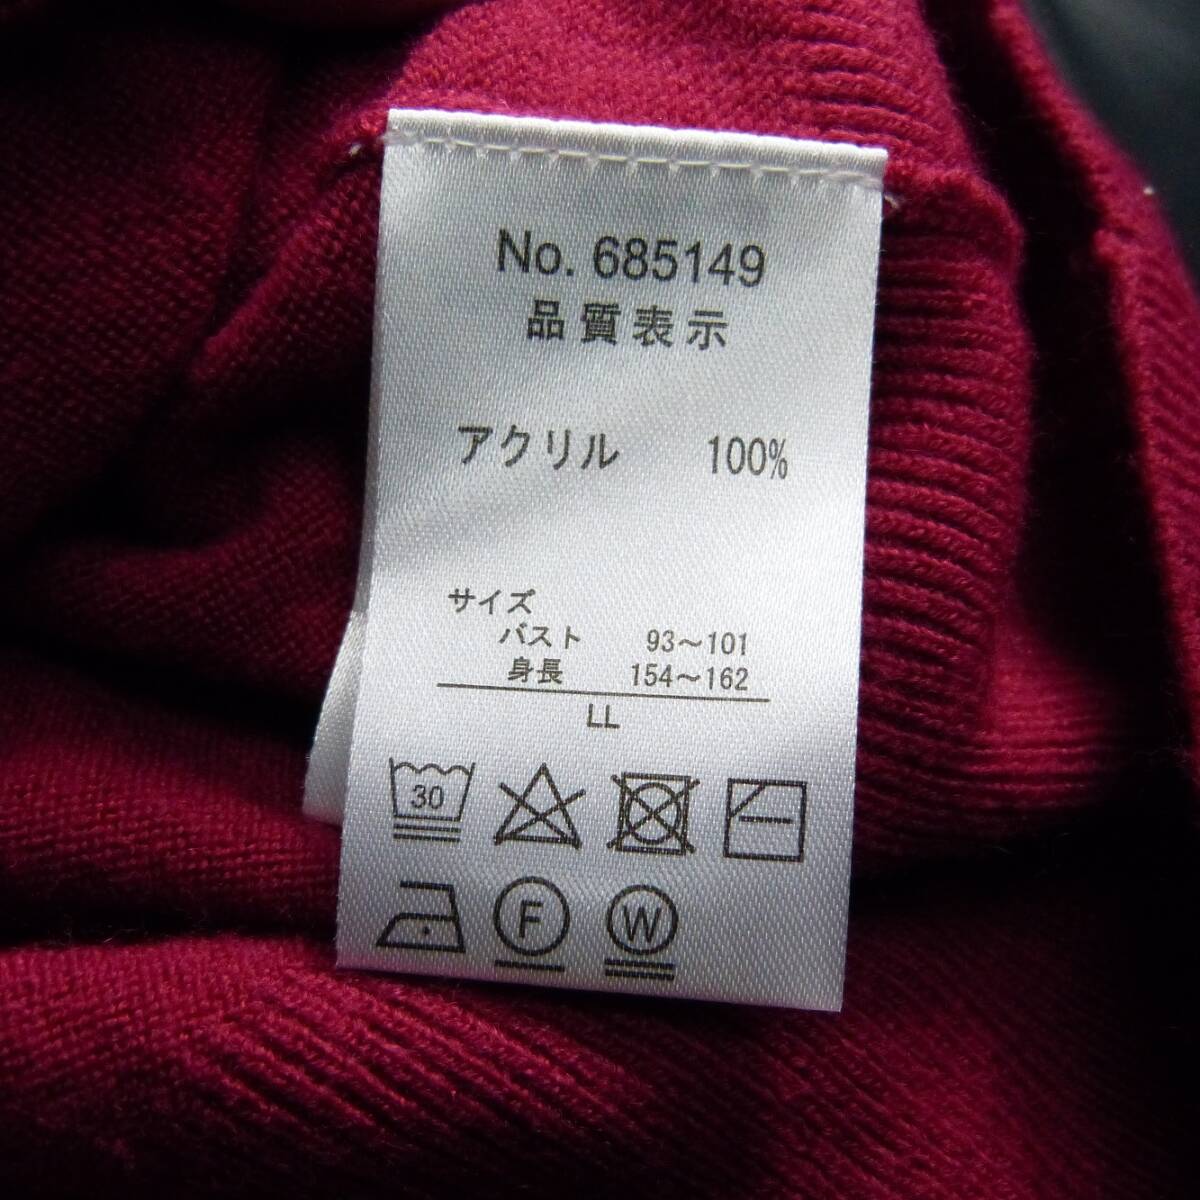 No. 685149
品質表示
アクリル 100%
サイズ
バスト 93～101
身長 154～162
LL
30
F
W